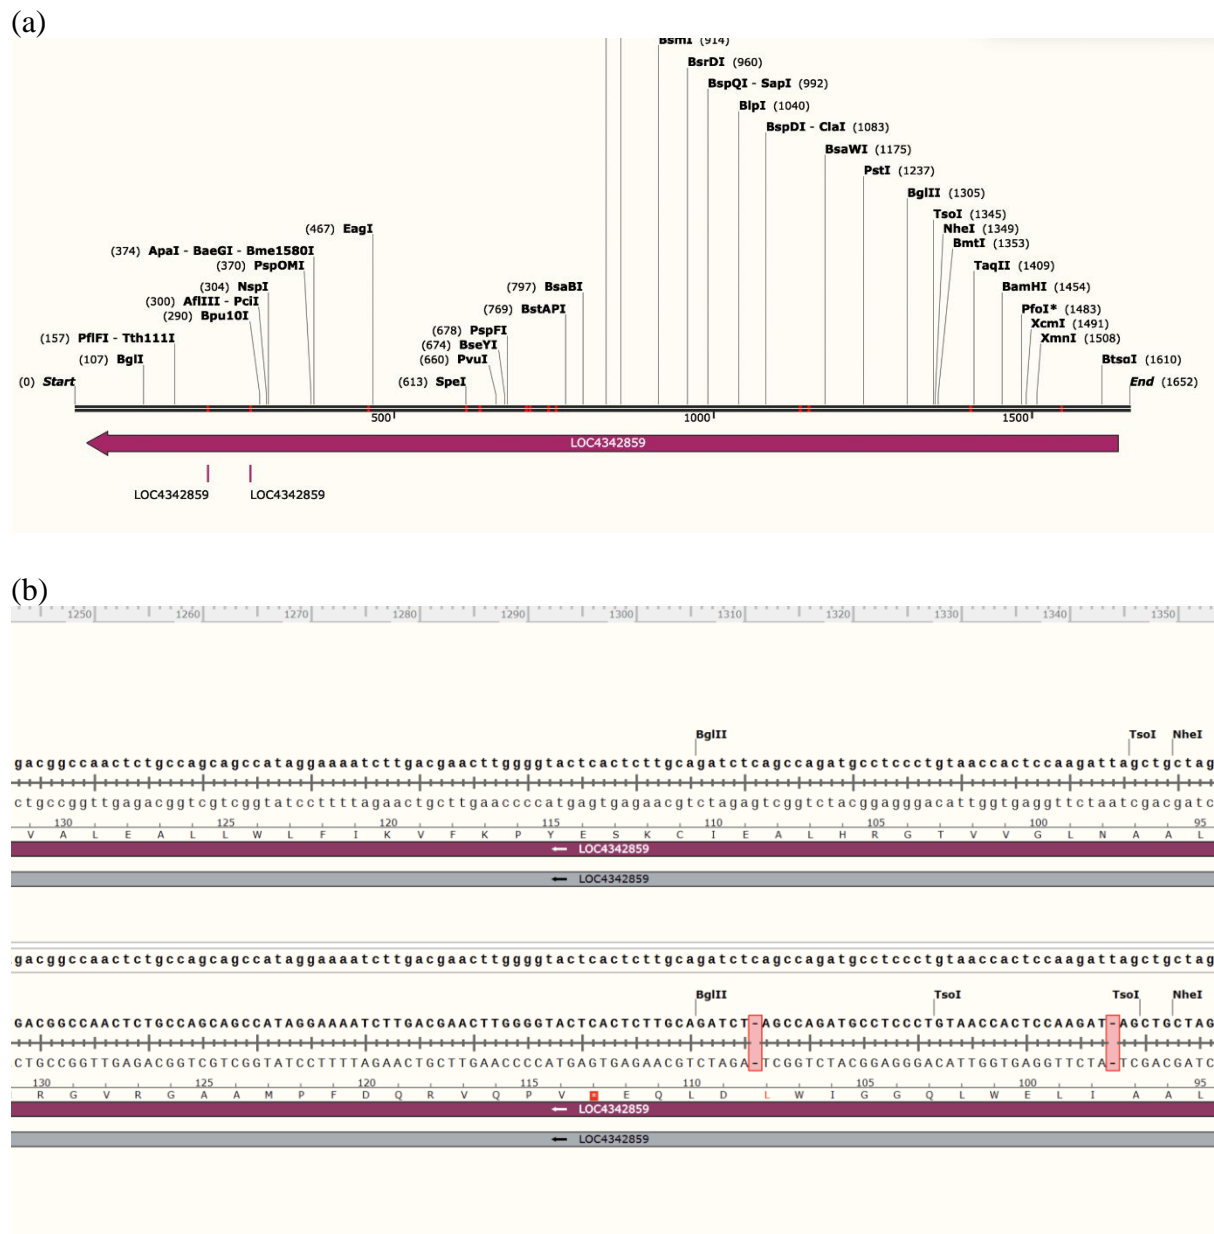 (a)
BsmI (914)
BsrDI (960)
BspQI - SapI (992)
BlpI (1040)
BspDI - ClaI (1083)
BsaWI (1175)
PstI (1237)
BglII (1305)
TsoI (1345)
(467) EagI
NheI (1349)
BmtI (1353)
(374) ApaI - BaeGI - Bme1580I
(370) PspOMI
TaqII (1409)
(304) NspI
(797) BsaBI
BamHI (1454)
(300) AflIII - PciI
(769) BstAPI
PfoI* (1483)
(290) Bpu10I
XcmI (1491)
(678) PspFI
(157) PflFI - Tth111I
(674) BseYI
XmnI (1508)
(107) BglI
(660) PvuI
BtsαI (1610)
(0) Start
(613) SpeI
End (1652)
500 1000 1500
LOC4342859
LOC4342859 LOC4342859
(b)
1250 1260 1270 1280 1290 1300 1310 1320 1330 1340 1350
BglII TsoI NheI
gacggccaactctgccagcagccataggaaaatcttgacgaacttggggtactcactcttgcagatctcagccagatgcctccctgtaaccactccaagattagctgctag
ctgccggttgagacggtcgtcggtatccttttagaactgcttgaaccccatgagtgagaacgtctagagtcggtctacggagggacattggtgaggttctaatcgacgatc
130 125 120 115 110 105 100 95
V A L E A L L W L F I K V F K P Y E S K C I E A L H R G T V V G L N A A L
LOC4342859
LOC4342859
gacggccaactctgccagcagccataggaaaatcttgacgaacttggggtactcactcttgcagatctcagccagatgcctccctgtaaccactccaagattagctgctag
BglII TsoI TsoI NheI
GACGGCCAACTCTGCCAGCAGCCATAGGAAAATCTTGACGAACTTGGGGTACTCACTCTTGCAGATCT-AGCCAGATGCCTCCCTGTAACCACTCCAAGAT-AGCTGCTAG
CTGCCGGTTGAGACGGTCGTCGGTATCCTTTTAGAACTGCTTGAACCCCATGAGTGAGAACGTCTAGA-TCGGTCTACGGAGGGACATTGGTGAGGTTCTA-TCGACGATC
130 125 120 115 110 105 100 95
R G V R G A A M P F D Q R V Q P V * E Q L D L W I G G Q L W E L I A A L
LOC4342859
LOC4342859